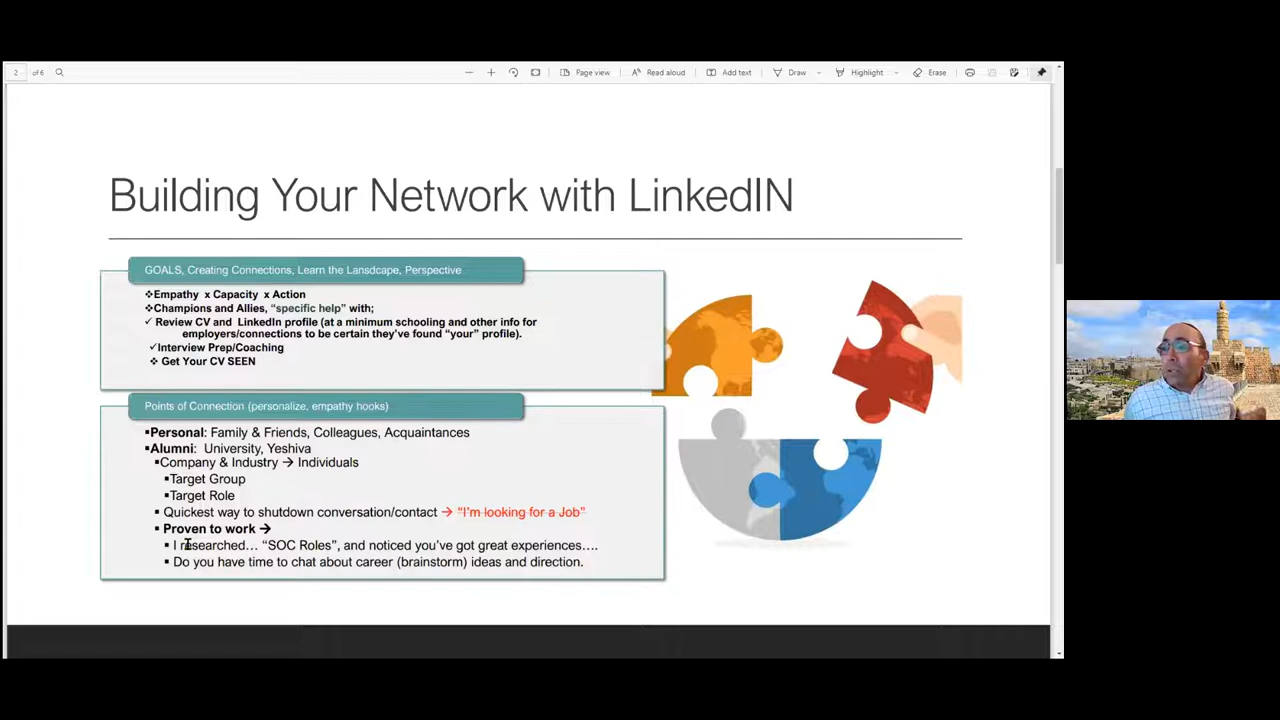 2 of 6 Page view Read aloud Add text Draw Highlight Erase
Building Your Network with LinkedIN
GOALS, Creating Connections, Learn the Lansdcape, Perspective
❖Empathy x Capacity x Action
❖Champions and Allies, “specific help” with;
✓ Review CV and LinkedIn profile (at a minimum schooling and other info for
employers/connections to be certain they’ve found “your” profile).
✓Interview Prep/Coaching
❖ Get Your CV SEEN
Points of Connection (personalize, empathy hooks)
▪Personal: Family & Friends, Colleagues, Acquaintances
▪Alumni: University, Yeshiva
▪Company & Industry → Individuals
▪Target Group
▪Target Role
▪ Quickest way to shutdown conversation/contact → “I’m looking for a Job”
▪ Proven to work →
▪ I researched… “SOC Roles”, and noticed you’ve got great experiences….
▪ Do you have time to chat about career (brainstorm) ideas and direction.